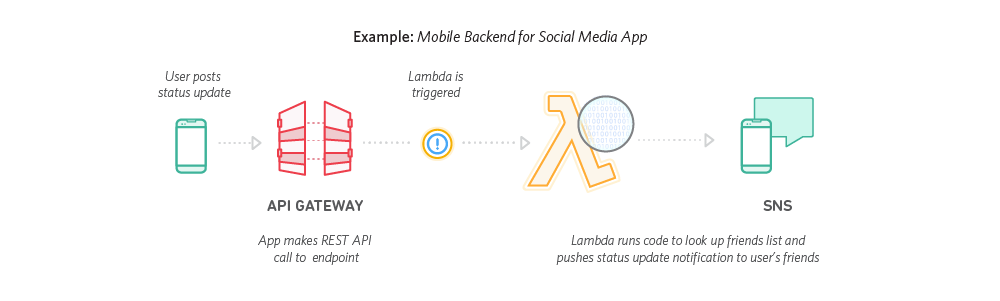 Example: Mobile Backend for Social Media App
User posts
status update
Lambda is
triggered
API GATEWAY
SNS
App makes REST API
call to endpoint
Lambda runs code to look up friends list and
pushes status update notification to user's friends